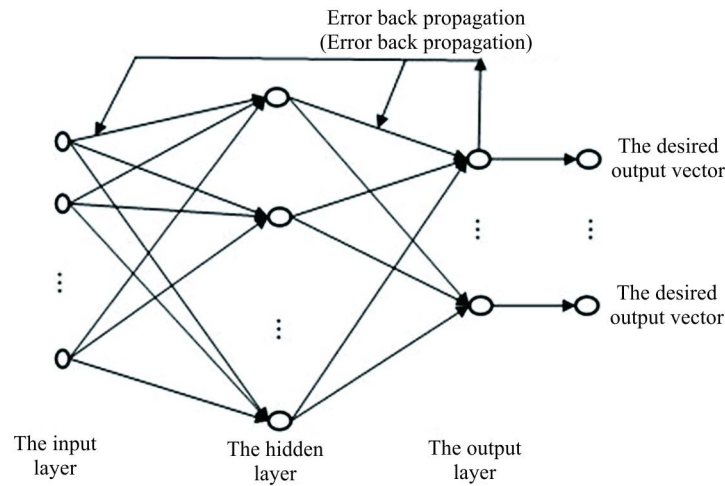 Error back propagation
(Error back propagation)
The desired
output vector
The desired
output vector
The input
layer
The hidden
layer
The output
layer